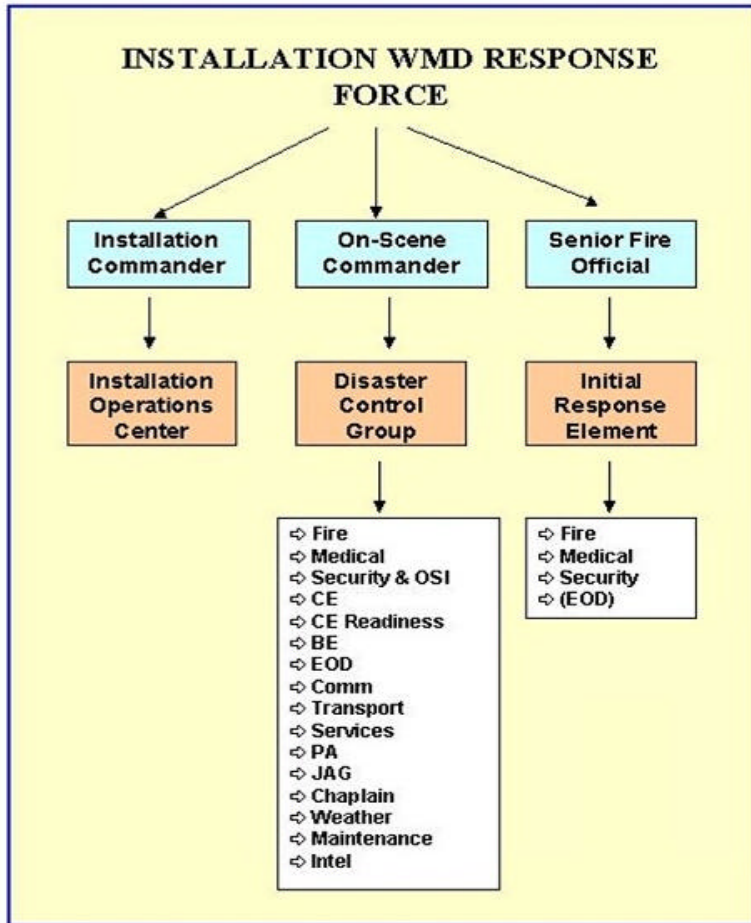 INSTALLATION WMD RESPONSE
FORCE
Installation
Commander
On-Scene
Commander
Senior Fire
Official
Installation
Operations
Center
Disaster
Control
Group
Initial
Response
Element
⇨ Fire
⇨ Medical
⇨ Security & OSI
⇨ CE
⇨ CE Readiness
⇨ BE
⇨ EOD
⇨ Comm
⇨ Transport
⇨ Services
⇨ PA
⇨ JAG
⇨ Chaplain
⇨ Weather
⇨ Maintenance
⇨ Intel
⇨ Fire
⇨ Medical
⇨ Security
⇨ (EOD)